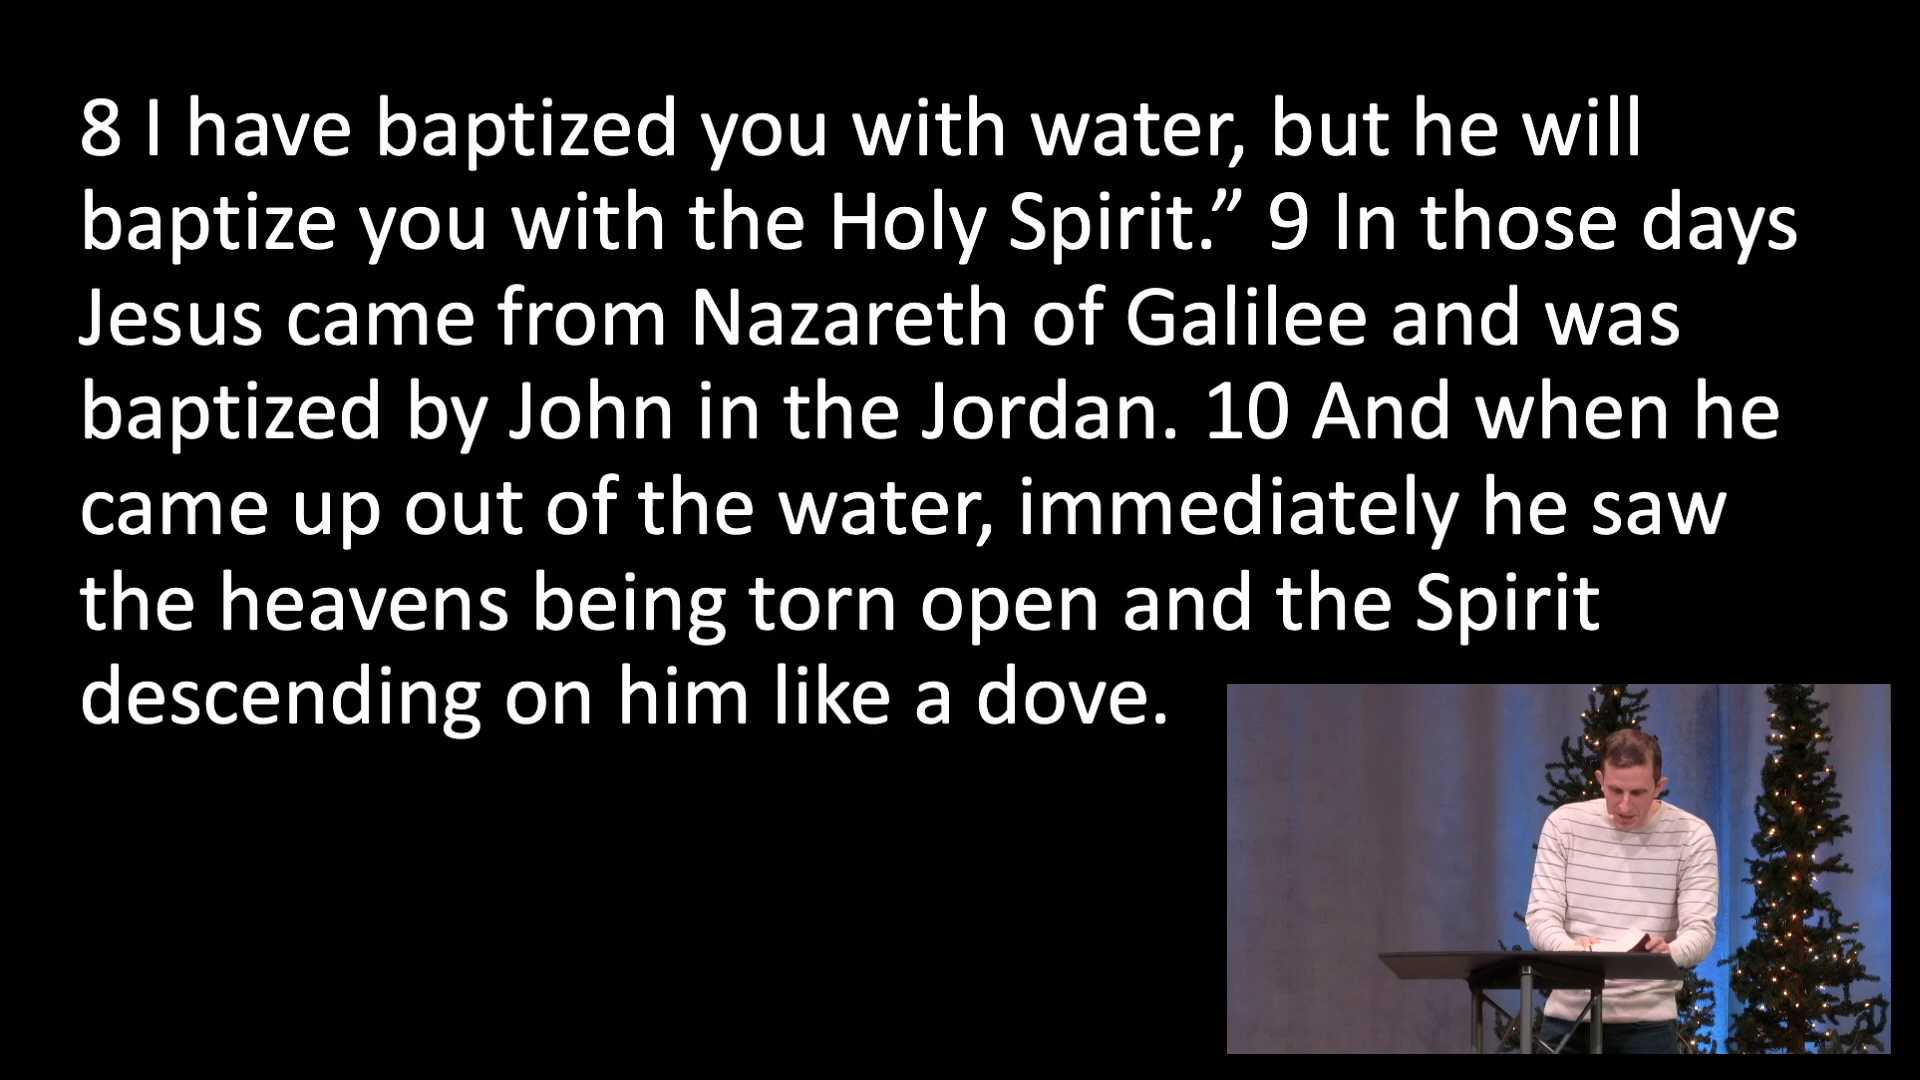 8 I have baptized you with water, but he will
baptize you with the Holy Spirit.” 9 In those days
Jesus came from Nazareth of Galilee and was
baptized by John in the Jordan. 10 And when he
came up out of the water, immediately he saw
the heavens being torn open and the Spirit
descending on him like a dove.